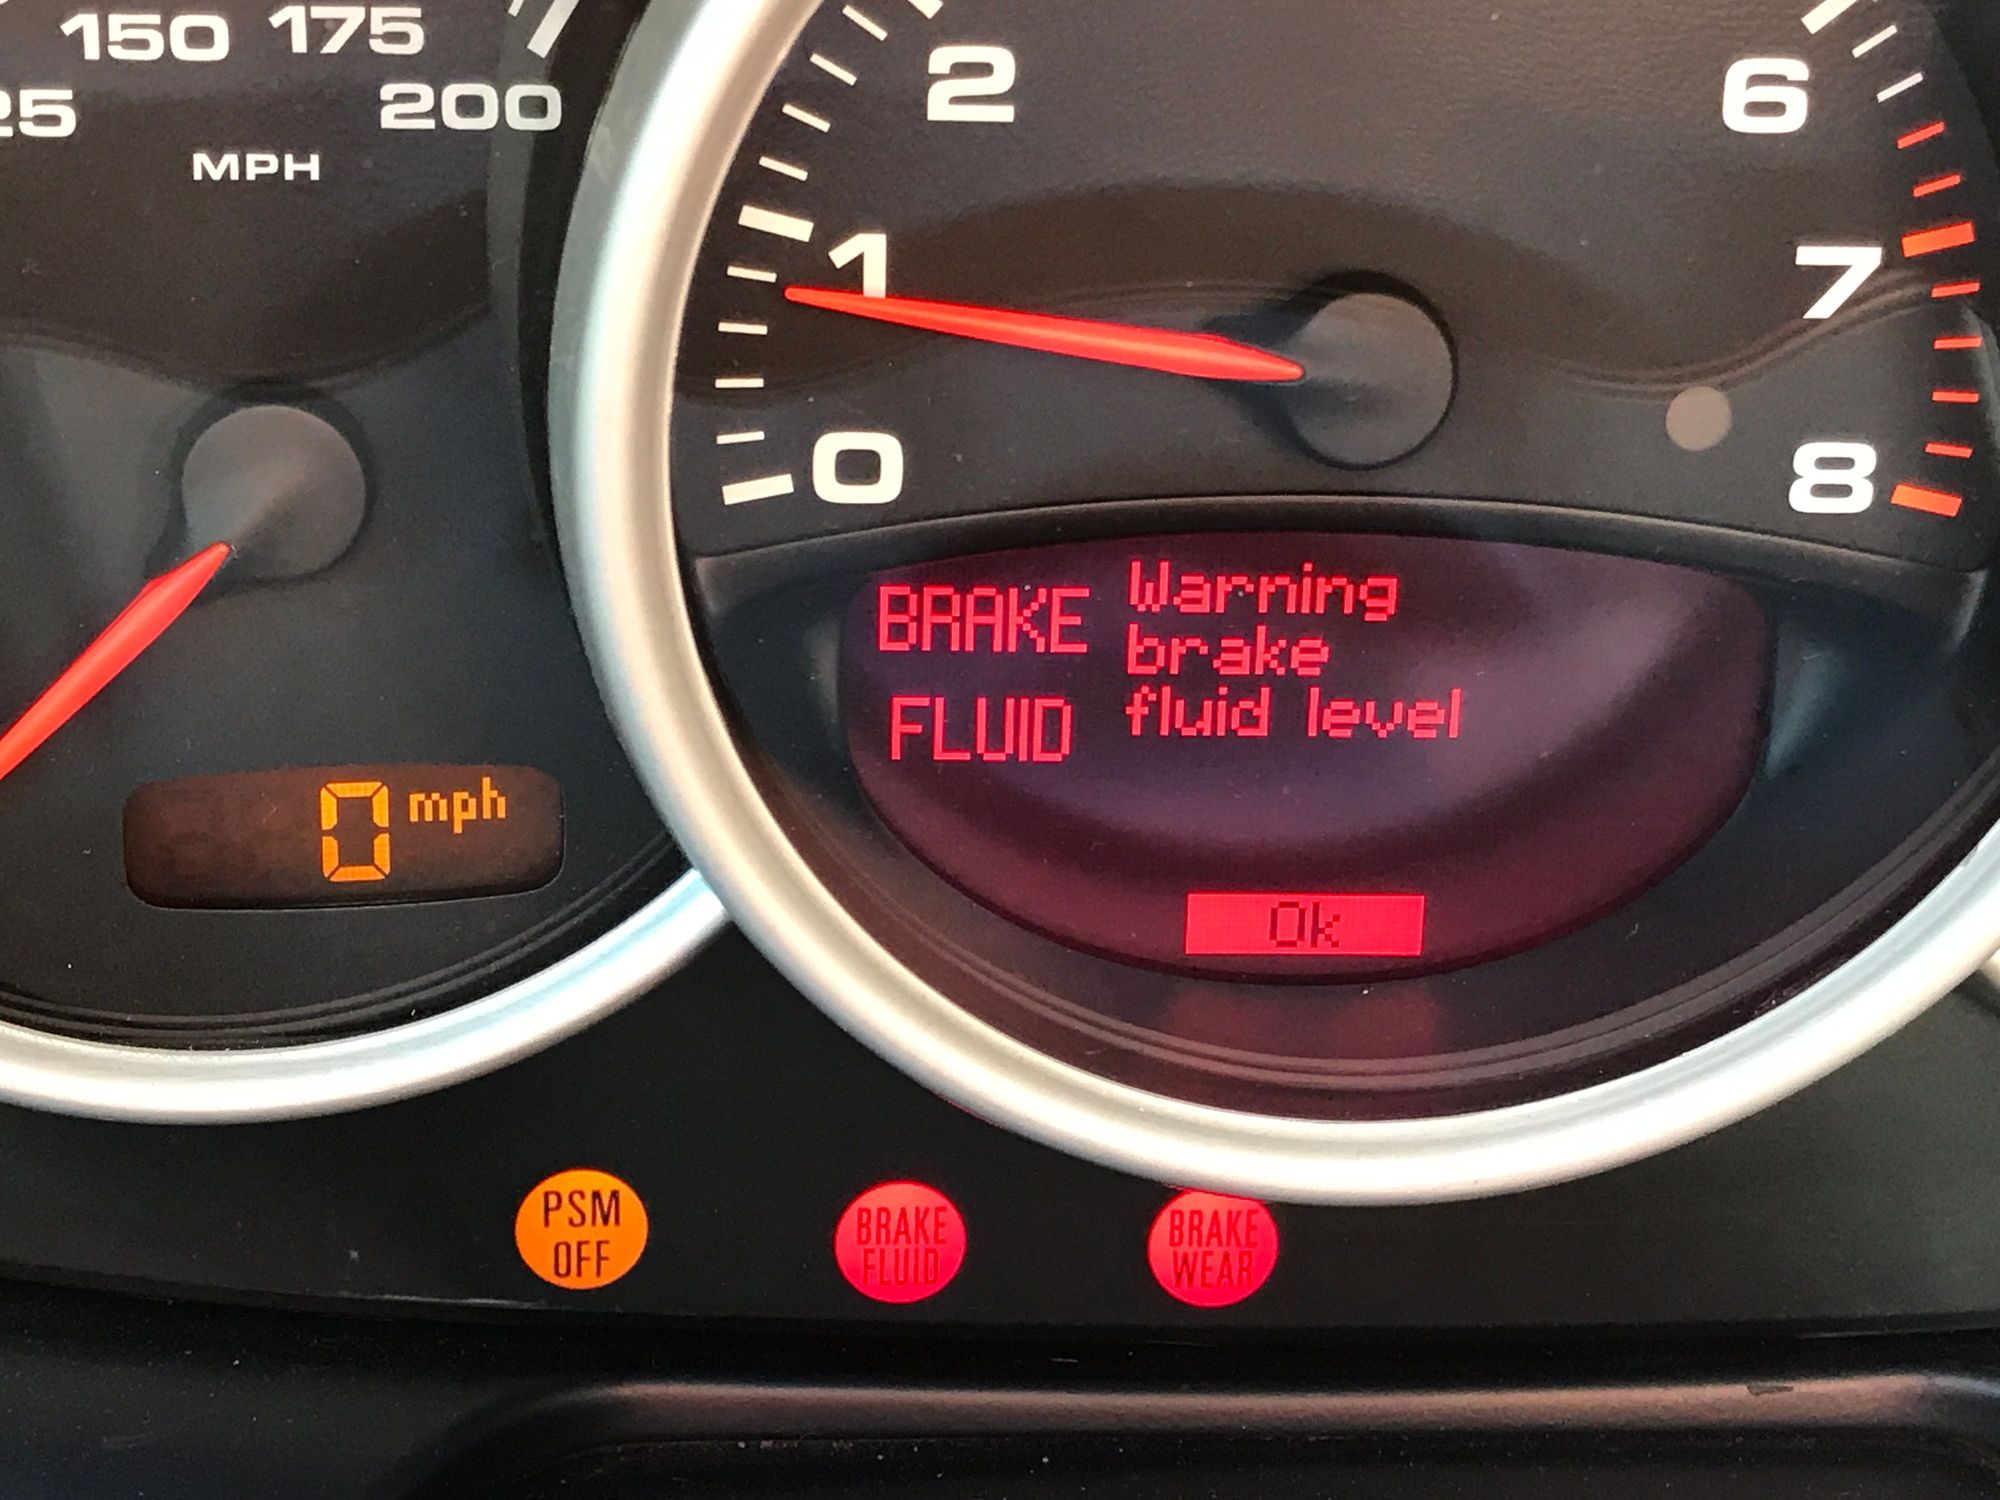 150 175
25 200
MPH
2
6
1
7
0
8
BRAKE
FLUID
Warning
brake
fluid level
0 mph
Ok
PSM
OFF
BRAKE
FLUID
BRAKE
WEAR